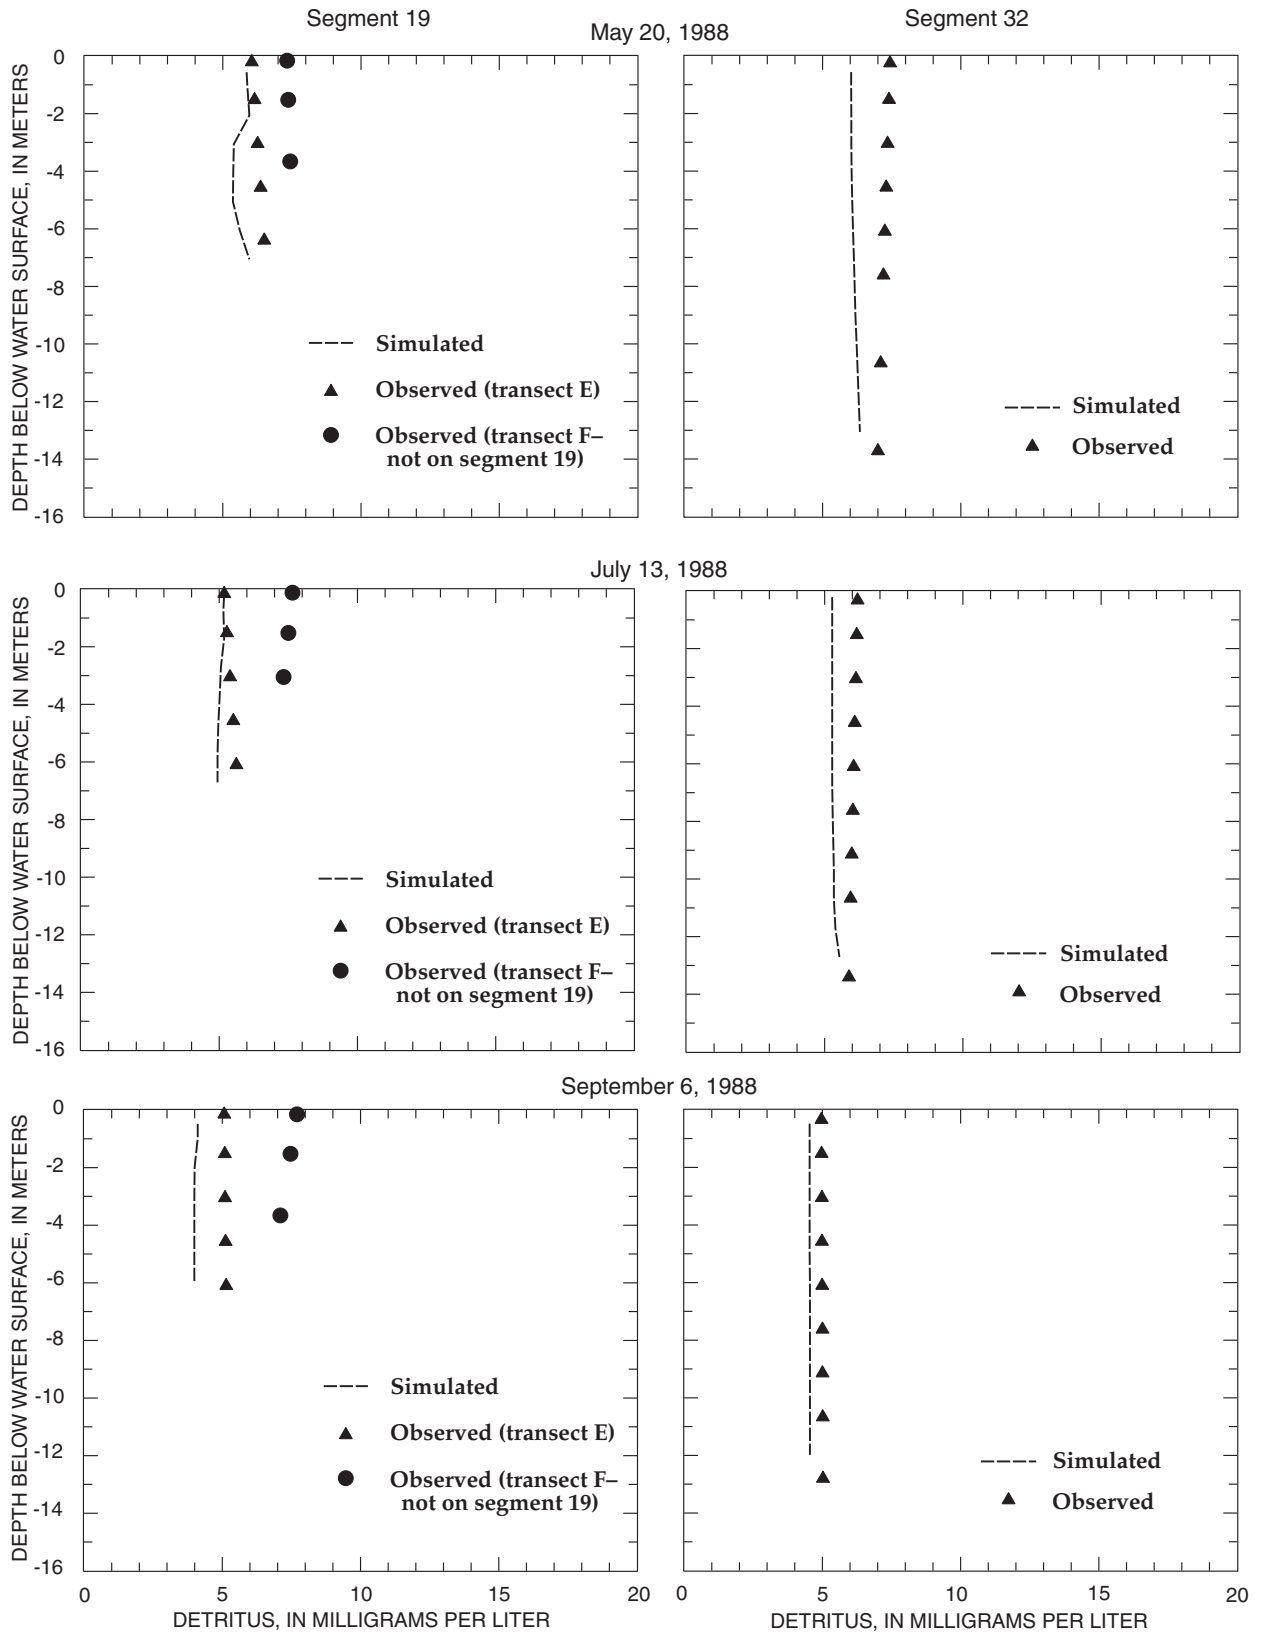 Segment 19
Segment 32
May 20, 1988
DEPTH BELOW WATER SURFACE, IN METERS
0
-2
-4
-6
-8
-10
-12
-14
-16
Simulated
Observed (transect E)
Observed (transect F–
not on segment 19)
Simulated
Observed
July 13, 1988
DEPTH BELOW WATER SURFACE, IN METERS
0
-2
-4
-6
-8
-10
-12
-14
-16
Simulated
Observed (transect E)
Observed (transect F–
not on segment 19)
Simulated
Observed
September 6, 1988
DEPTH BELOW WATER SURFACE, IN METERS
0
-2
-4
-6
-8
-10
-12
-14
-16
Simulated
Observed (transect E)
Observed (transect F–
not on segment 19)
Simulated
Observed
0 5 10 15 20
DETRITUS, IN MILLIGRAMS PER LITER
0 5 10 15 20
DETRITUS, IN MILLIGRAMS PER LITER